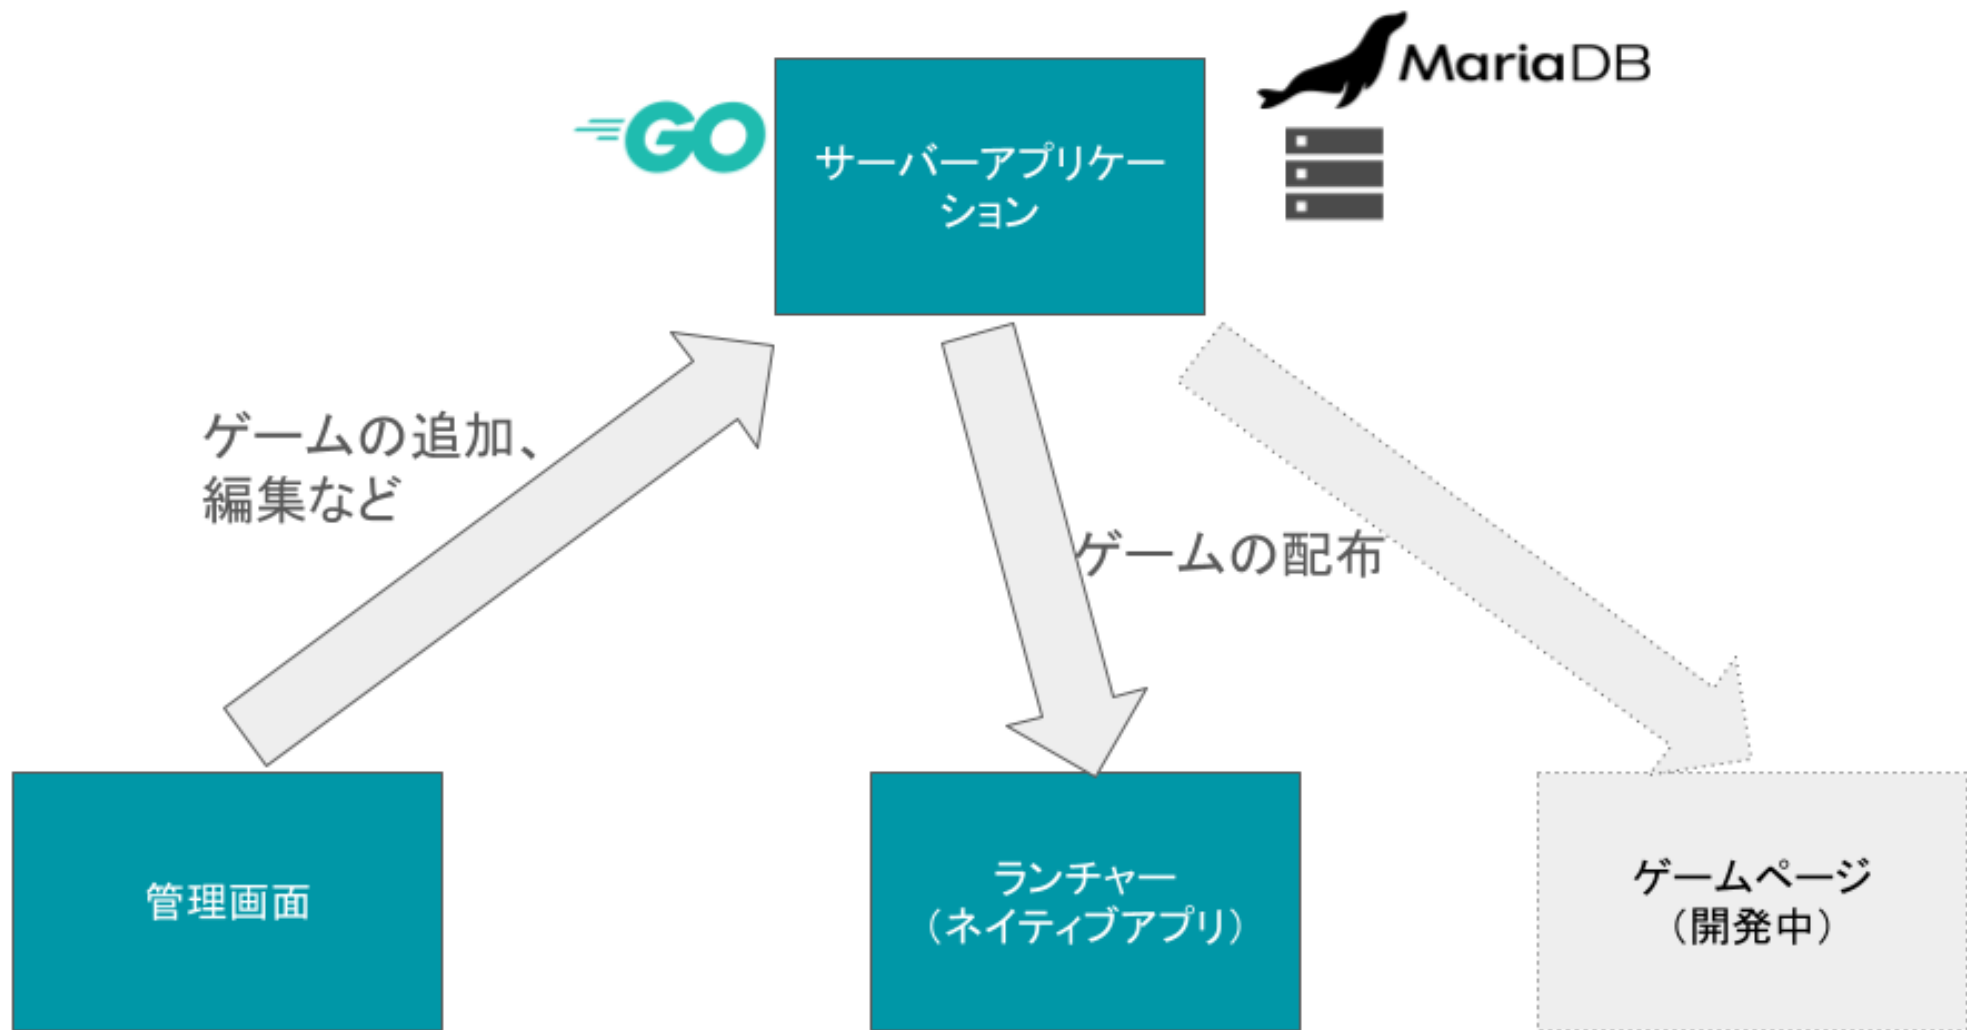 MariaDB
GO
サーバーアプリケー
ション
ゲームの追加、
編集など
ゲームの配布
管理画面
ランチャー
（ネイティブアプリ）
ゲームページ
（開発中）